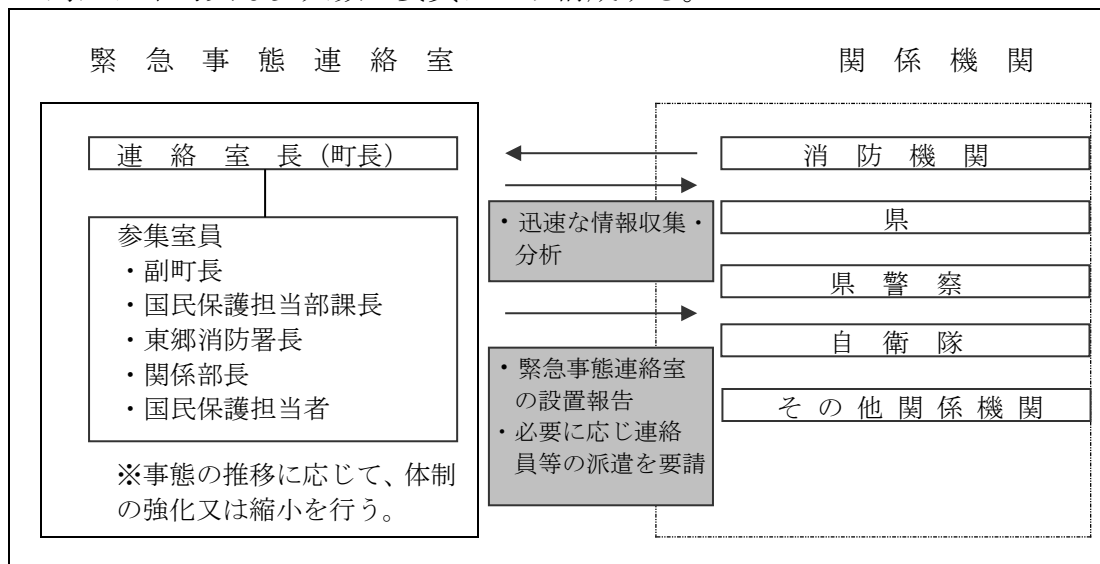 緊急事態連絡室
関係機関
連絡室長(町長)
参集室員
・副町長
・国民保護担当部課長
・東郷消防署長
・関係部長
・国民保護担当者
※事態の推移に応じて、体制
の強化又は縮小を行う。
・迅速な情報収集・
分析
・緊急事態連絡室
の設置報告
・必要に応じ連絡
員等の派遣を要請
消防機関
県
県警察
自衛隊
その他関係機関